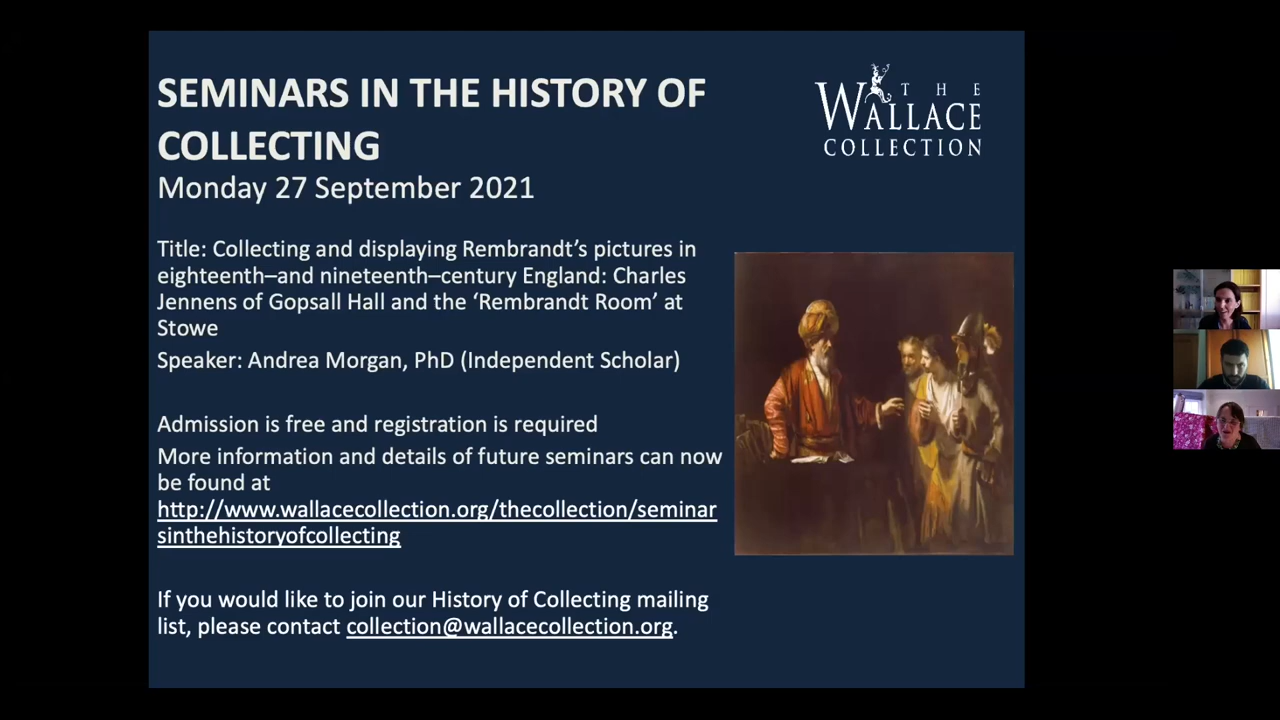 SEMINARS IN THE HISTORY OF
COLLECTING
Monday 27 September 2021
THE
WALLACE
COLLECTION
Title: Collecting and displaying Rembrandt's pictures in
eighteenth–and nineteenth–century England: Charles
Jennens of Gopsall Hall and the 'Rembrandt Room' at
Stowe
Speaker: Andrea Morgan, PhD (Independent Scholar)
Admission is free and registration is required
More information and details of future seminars can now
be found at
http://www.wallacecollection.org/thecollection/seminar
sinthehistoryofcollecting
If you would like to join our History of Collecting mailing
list, please contact collection@wallacecollection.org.